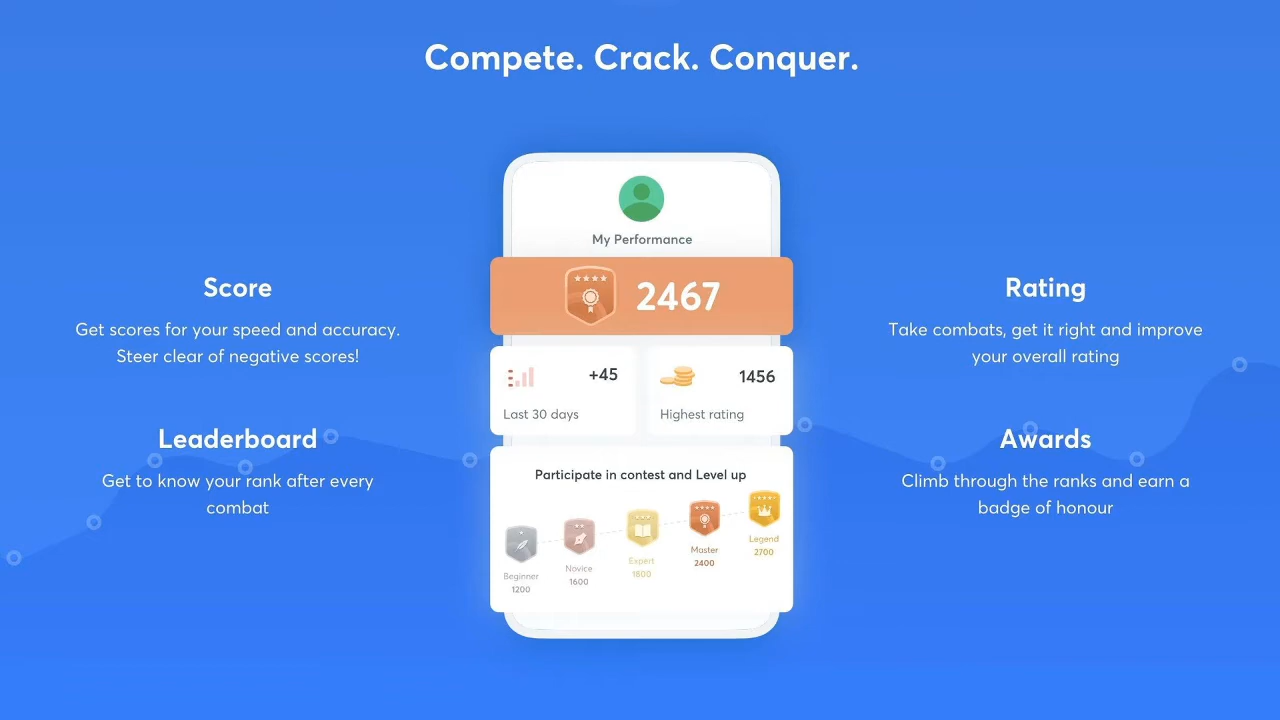 Compete. Crack. Conquer.
Score
Get scores for your speed and accuracy.
Steer clear of negative scores!
Leaderboard
Get to know your rank after every
combat
My Performance
2467
+45
Last 30 days
1456
Highest rating
Participate in contest and Level up
Beginner
1200
Novice
1600
Expert
1800
Master
2400
Legend
2700
Rating
Take combats, get it right and improve
your overall rating
Awards
Climb through the ranks and earn a
badge of honour